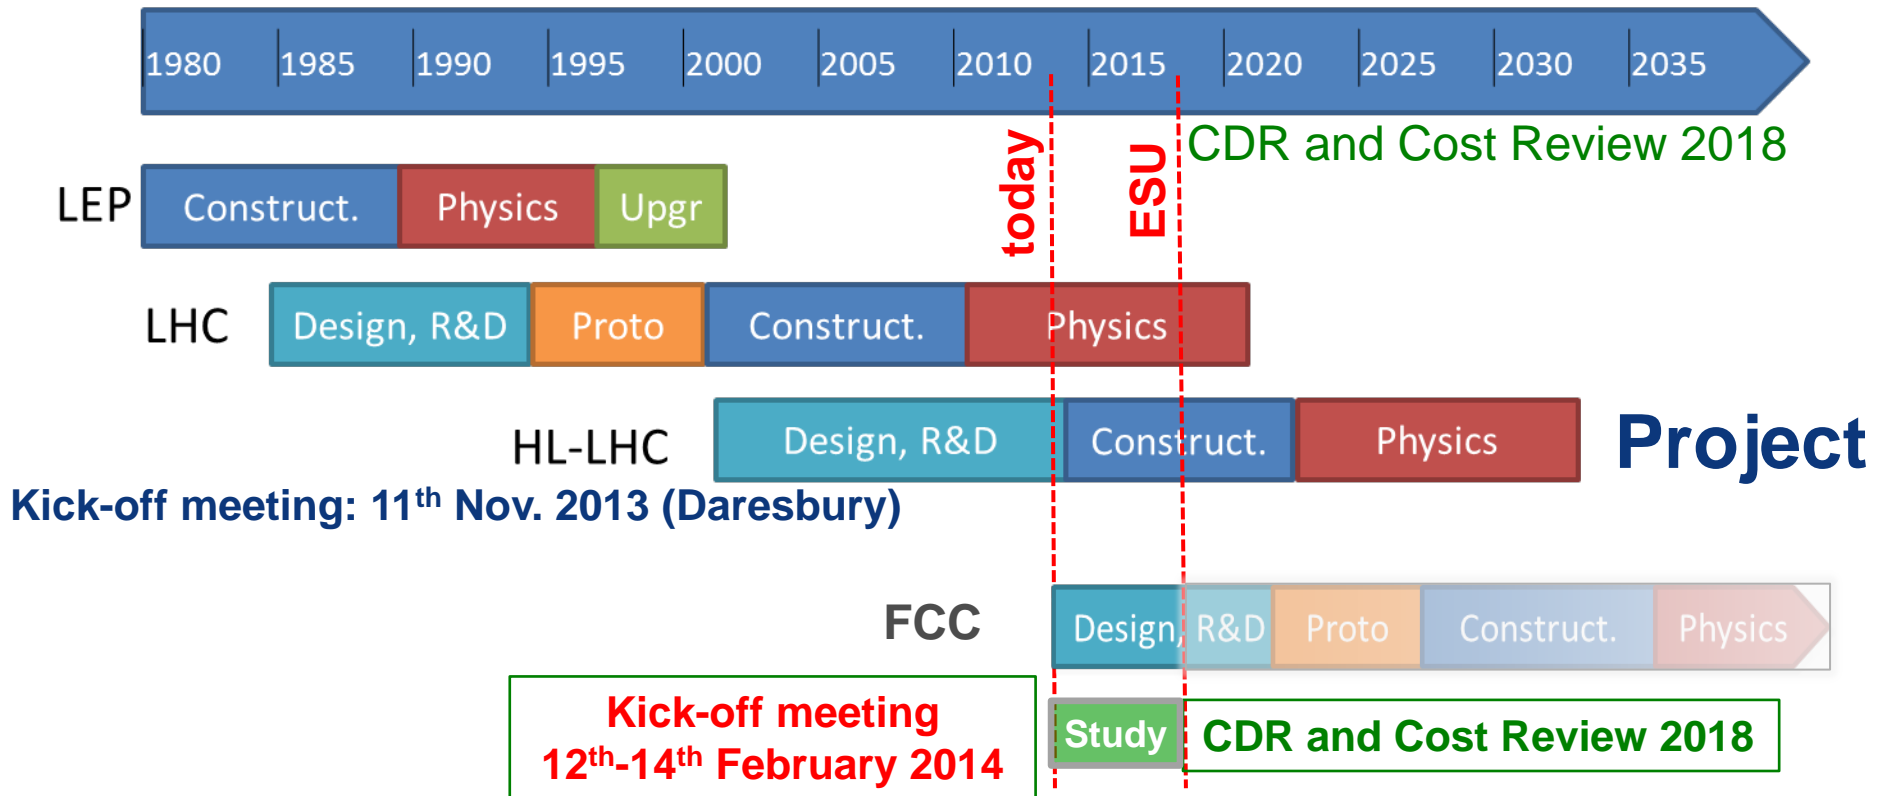 1980 1985 1990 1995 2000 2005 2010 2015 2020 2025 2030 2035
CDR and Cost Review 2018
today
ESU
LEP Construct. Physics Upgr
LHC Design, R&D Proto Construct. Physics
HL-LHC Design, R&D Construct. Physics Project
Kick-off meeting: 11th Nov. 2013 (Daresbury)
FCC Design, R&D Proto Construct. Physics
Kick-off meeting
12th-14th February 2014
Study CDR and Cost Review 2018